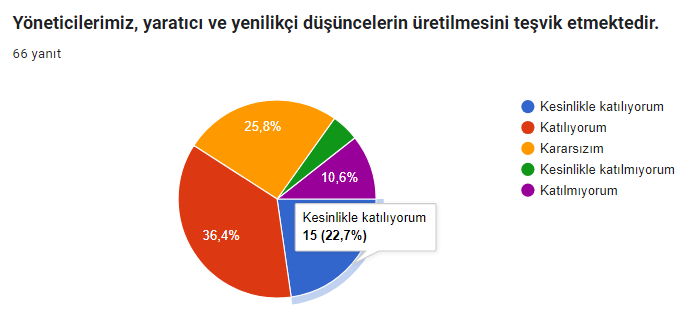 Yöneticilerimiz, yaratıcı ve yenilikçi düşüncelerin üretilmesini teşvik etmektedir.
66 yanıt
Kesinlikle katılıyorum
Katılıyorum
Kararsızım
Kesinlikle katılmıyorum
Katılmıyorum
25,8%
10,6%
36,4%
Kesinlikle katılıyorum
15 (22,7%)